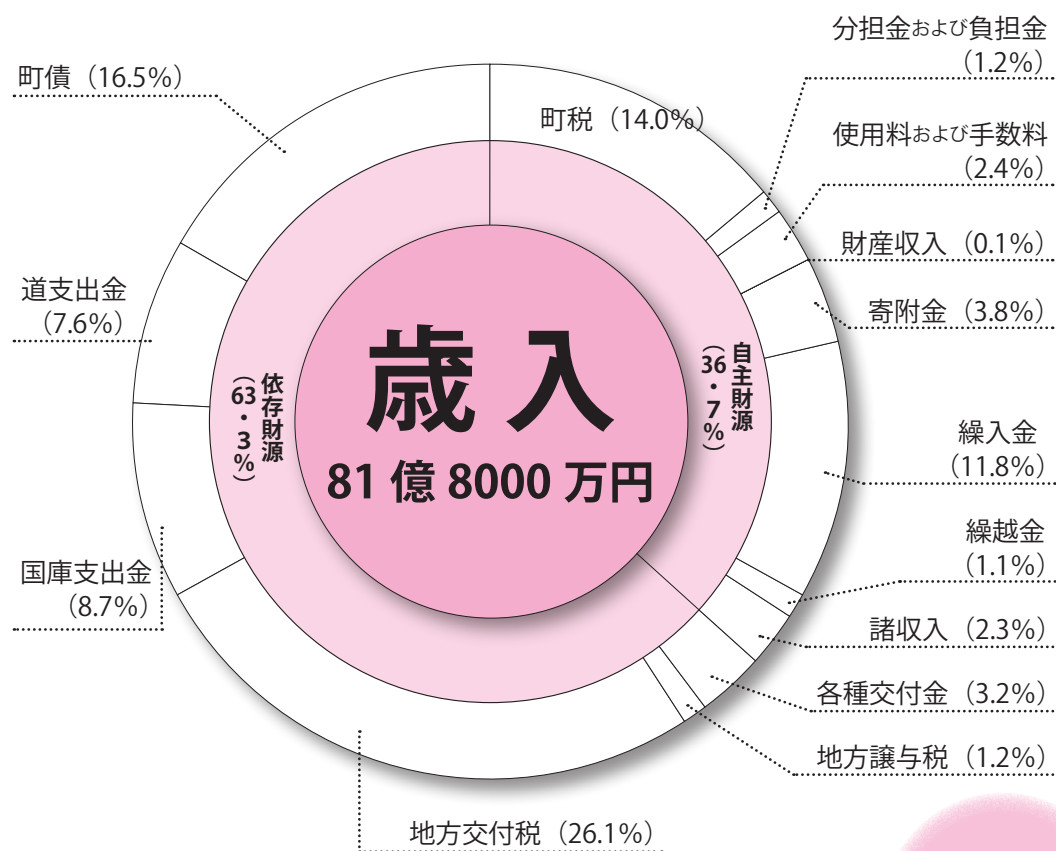 歳入
81億8000万円
自主財源
(36・7%)
依存財源
(63・3%)
町税(14.0%)
分担金および負担金
(1.2%)
使用料および手数料
(2.4%)
財産収入(0.1%)
寄附金(3.8%)
繰入金
(11.8%)
繰越金
(1.1%)
諸収入(2.3%)
各種交付金(3.2%)
地方譲与税(1.2%)
地方交付税(26.1%)
国庫支出金
(8.7%)
道支出金
(7.6%)
町債(16.5%)